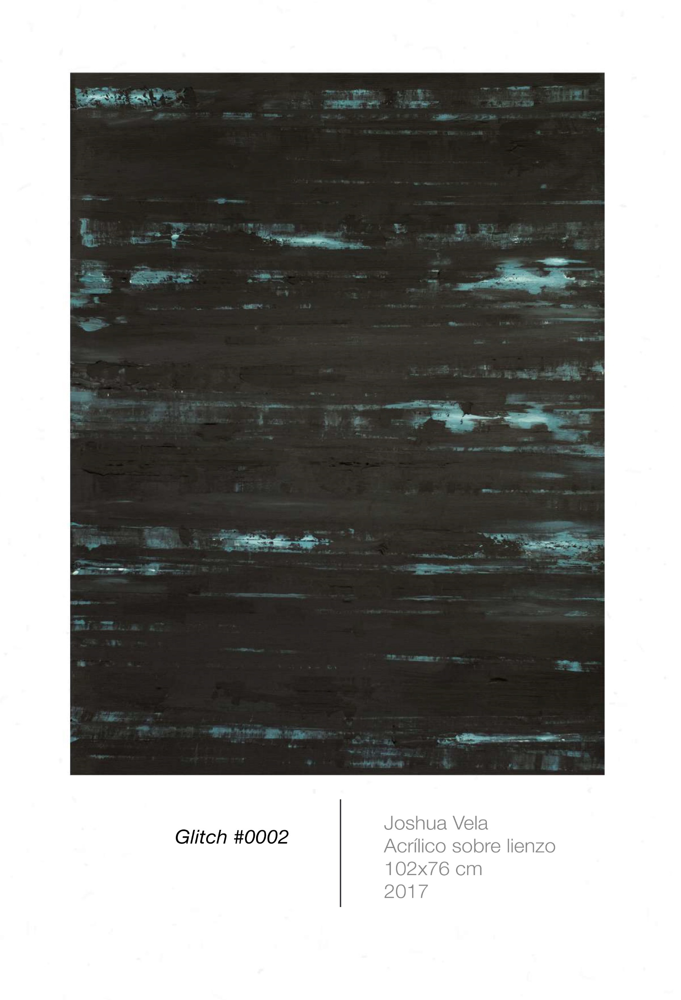 Glitch #0002
Joshua Vela
Acrílico sobre lienzo
102x76 cm
2017